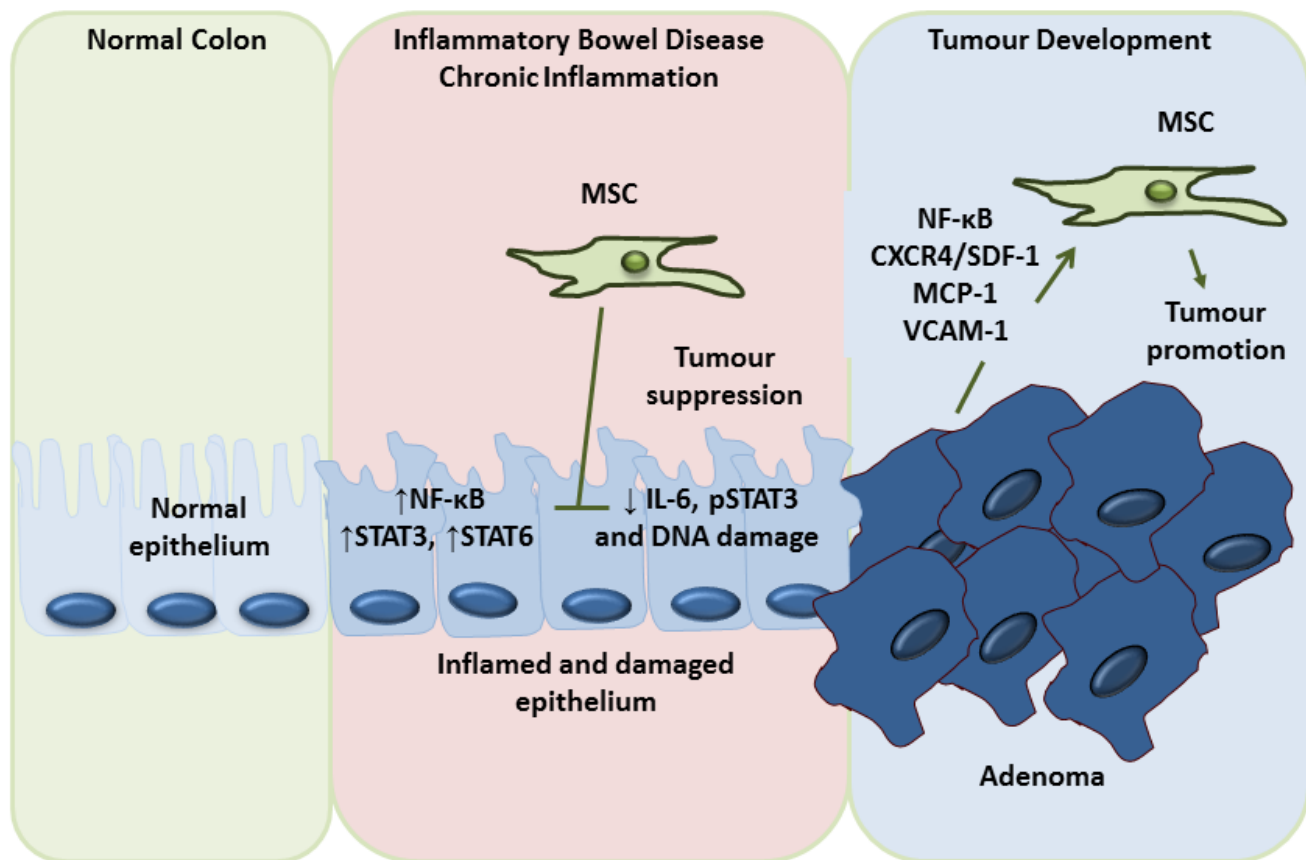 Normal Colon
Inflammatory Bowel Disease
Chronic Inflammation
Tumour Development
MSC
Tumour
suppression
MSC
NF-κB
CXCR4/SDF-1
MCP-1
VCAM-1
Tumour
promotion
Normal
epithelium
↑NF-κB
↑STAT3, ↑STAT6
↓ IL-6, pSTAT3
and DNA damage
Inflamed and damaged
epithelium
Adenoma